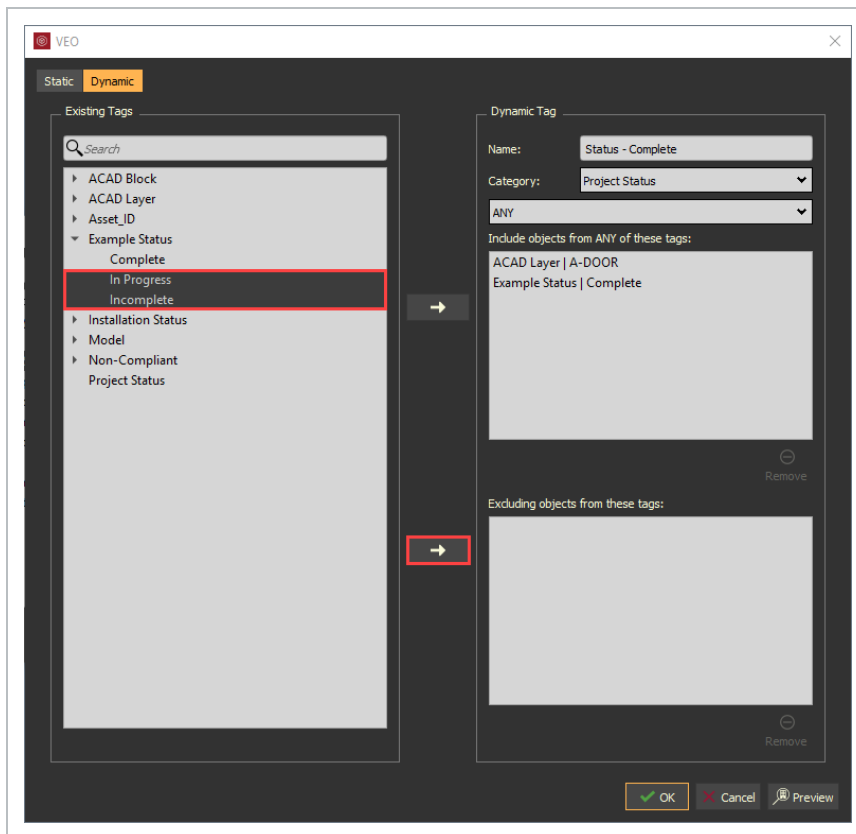 VEO
Static Dynamic
Existing Tags
Search
ACAD Block
ACAD Layer
Asset_ID
Example Status
Complete
In Progress
Incomplete
Installation Status
Model
Non-Compliant
Project Status
Dynamic Tag
Name: Status - Complete
Category: Project Status
ANY
Include objects from ANY of these tags:
ACAD Layer | A-DOOR
Example Status | Complete
Remove
Excluding objects from these tags:
Remove
OK Cancel Preview